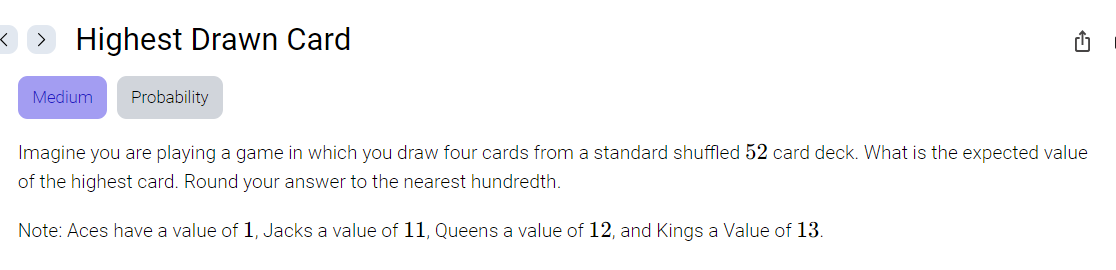 Highest Drawn Card
Medium
Probability
Imagine you are playing a game in which you draw four cards from a standard shuffled 52 card deck. What is the expected value
of the highest card. Round your answer to the nearest hundredth.
Note: Aces have a value of 1, Jacks a value of 11, Queens a value of 12, and Kings a Value of 13.